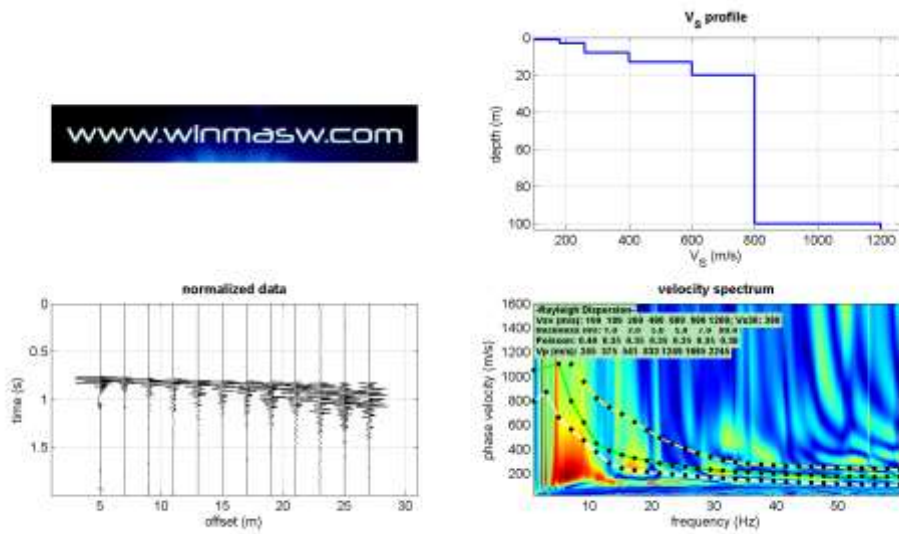 www.winmasw.com
V_S profile
0
20
40
60
80
100
depth (m)
200 400 600 800 1000 1200
V_S (m/s)
normalized data
0
0.5
1
1.5
time (s)
5 10 15 20 25 30
offset (m)
velocity spectrum
1600
1400
1200
1000
800
600
400
200
phase velocity (m/s)
-Rayleigh Dispersion-
10 20 30 40 50
frequency (Hz)